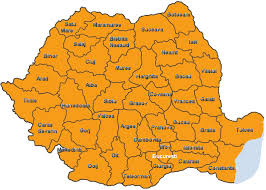 Botosani
Satu
Mare
Maramures
Suceava
Salaj
Bistrita
Nasaud
Iasi
Bihor
Neamt
Cluj
Mures
Vaslui
Harghita
Bacau
Arad
Alba
Timis
Hunedoara
Sibiu
Brasov
Covasna
Vrancea
Galati
Caras
Severin
Gorj
Valcea
Arges
Prahova
Buzau
Braila
Tulcea
Mehedinti
Dolj
Olt
Bucuresti
Giurgiu
Calarasi
Constanta
Teleorman